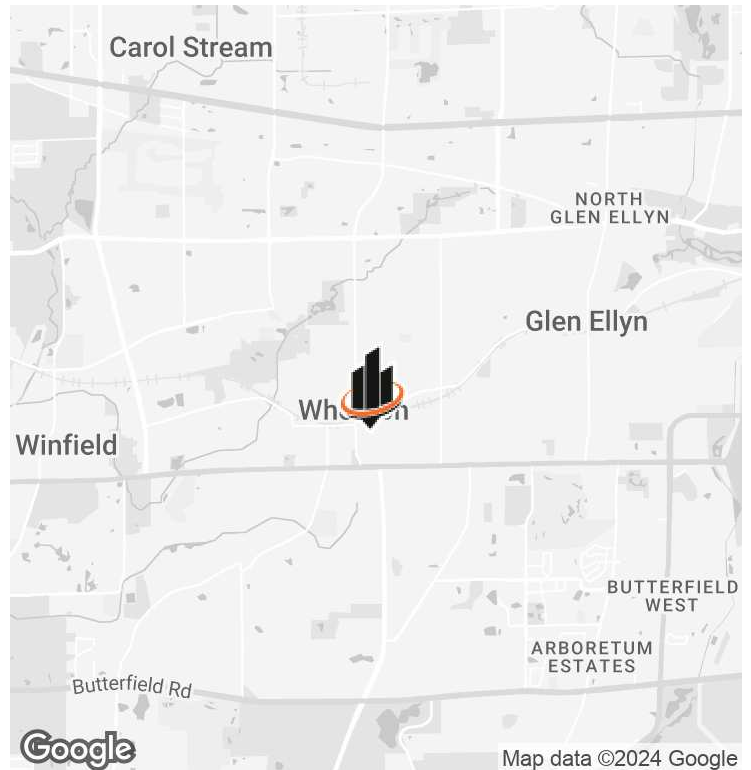 Carol Stream
NORTH
GLEN ELLYN
Glen Ellyn
Winfield
BUTTERFIELD
WEST
ARBORETUM
ESTATES
Butterfield Rd
Google
Map data ©2024 Google